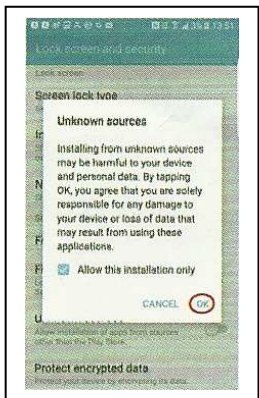 13:51
Lock screen and security
Lock screen
Screen lock type
Unknown sources
Installing from unknown sources
may be harmful to your device
and personal data. By tapping
OK, you agree that you are solely
responsible for any damage to
your device or loss of data that
may result from using these
applications.
Allow this installation only
CANCEL OK
Allow installation of apps from sources
other than the Play Store.
Protect encrypted data
Protect your device by encrypting its data.